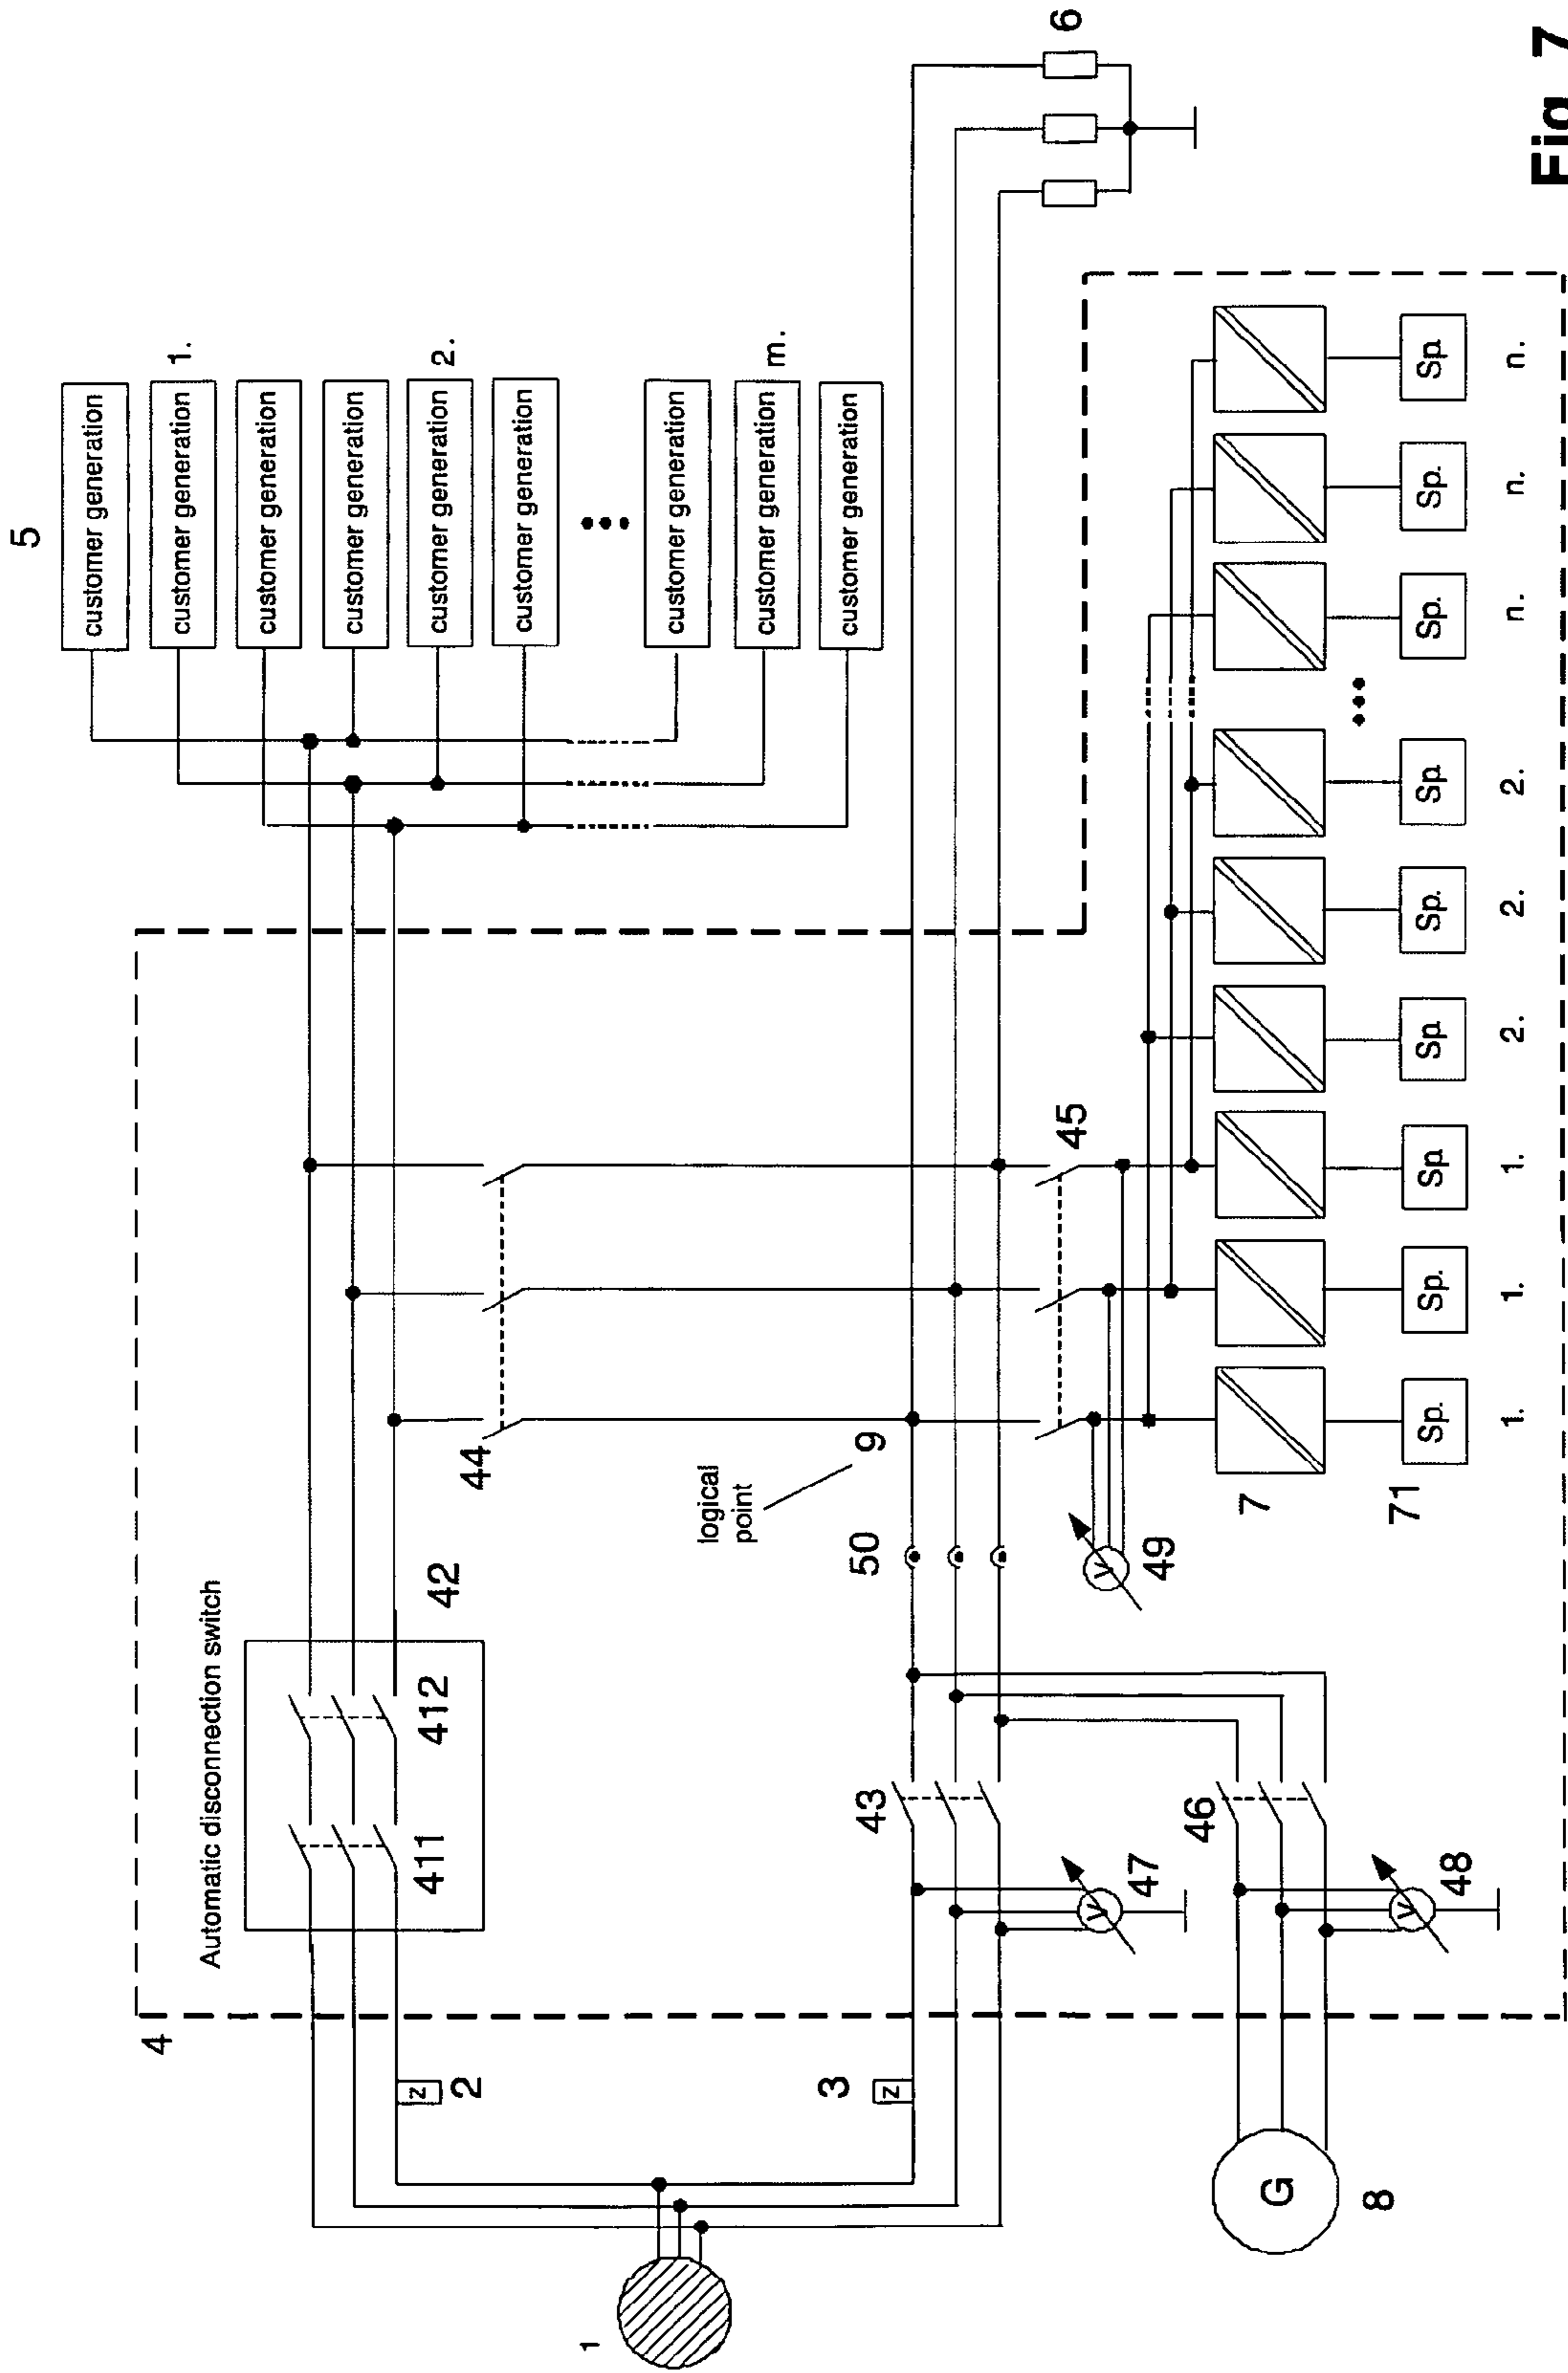 5
customer generation
customer generation 1.
customer generation
customer generation
customer generation 2.
customer generation
customer generation
customer generation m.
customer generation
Automatic disconnection switch
411
412
42
4
44
2
3
1
logical
point
9
50
43
45
47
49
6
46
48
G
8
7
71
Sp.
Sp.
Sp
Sp
Sp.
Sp
Sp.
Sp.
Sp
1.
1.
1.
2.
2.
2.
n.
n.
n.
z
z
V
V
V
Fig. 7